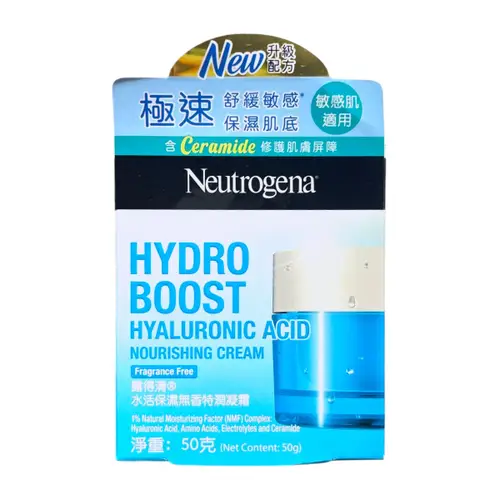 New 升級配方
極速 舒緩敏感*
保濕肌底
敏感肌
適用
含 Ceramide 修護肌膚屏障
Neutrogena®
HYDRO
BOOST
HYALURONIC ACID
NOURISHING CREAM
Fragrance Free
露得清®
水活保濕無香特潤凝霜
1% Natural Moisturizing Factor (NMF) Complex:
Hyaluronic Acid, Amino Acids, Electrolytes and Ceramide
淨重: 50克 (Net Content: 50g)